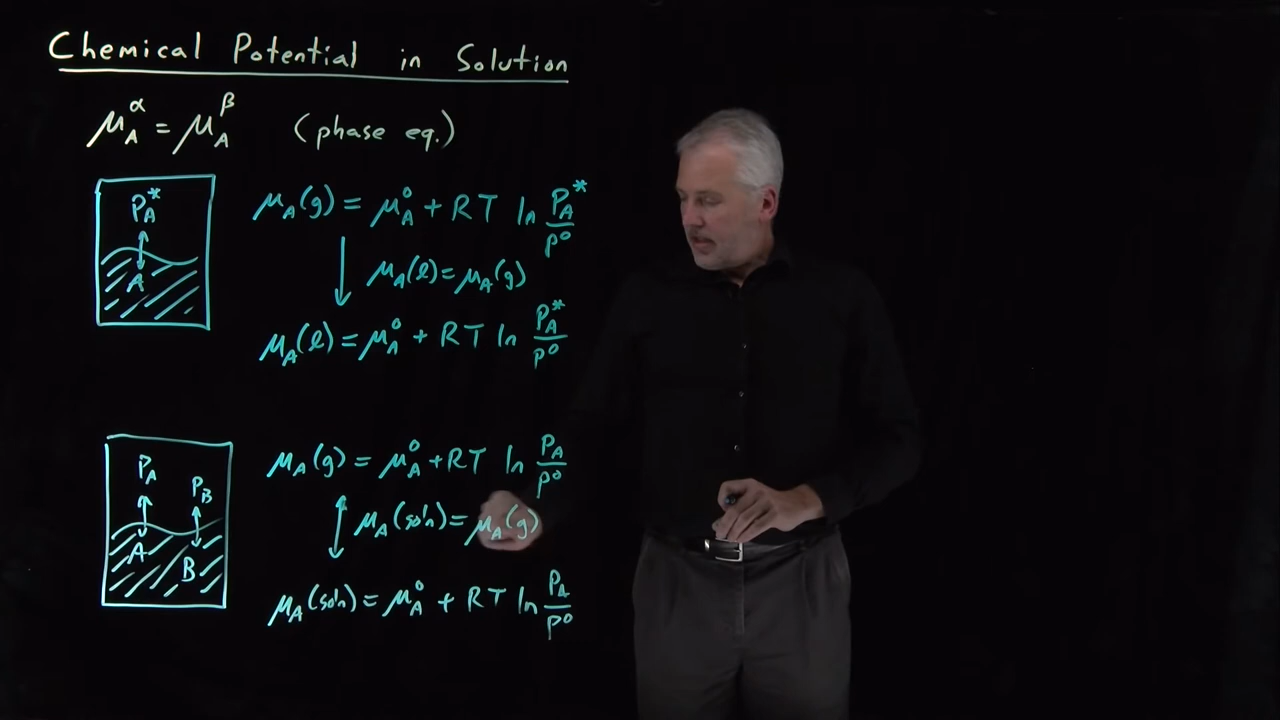 Chemical Potential in Solution
μ_A^α = μ_A^β (phase eq.)
P_A^*
A
μ_A(g) = μ_A^o + RT ln P_A^*/P^o
μ_A(ℓ) = μ_A(g)
μ_A(ℓ) = μ_A^o + RT ln P_A^*/P^o
P_A
P_B
A
B
μ_A(g) = μ_A^o + RT ln P_A/P^o
μ_A(sol'n) = μ_A(g)
μ_A(sol'n) = μ_A^o + RT ln P_A/P^o